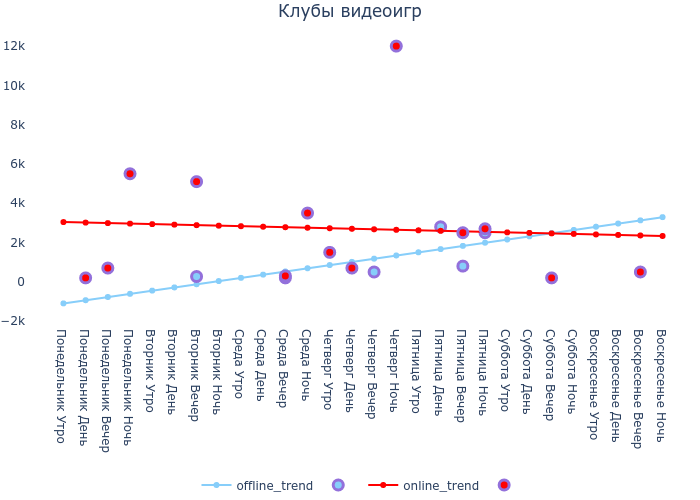 Клубы видеоигр
12k
10k
8k
6k
4k
2k
0
−2k
Понедельник Утро
Понедельник День
Понедельник Вечер
Понедельник Ночь
Вторник Утро
Вторник День
Вторник Вечер
Вторник Ночь
Среда Утро
Среда День
Среда Вечер
Среда Ночь
Четверг Утро
Четверг День
Четверг Вечер
Четверг Ночь
Пятница Утро
Пятница День
Пятница Вечер
Пятница Ночь
Суббота Утро
Суббота День
Суббота Вечер
Суббота Ночь
Воскресенье Утро
Воскресенье День
Воскресенье Вечер
Воскресенье Ночь
offline_trend online_trend